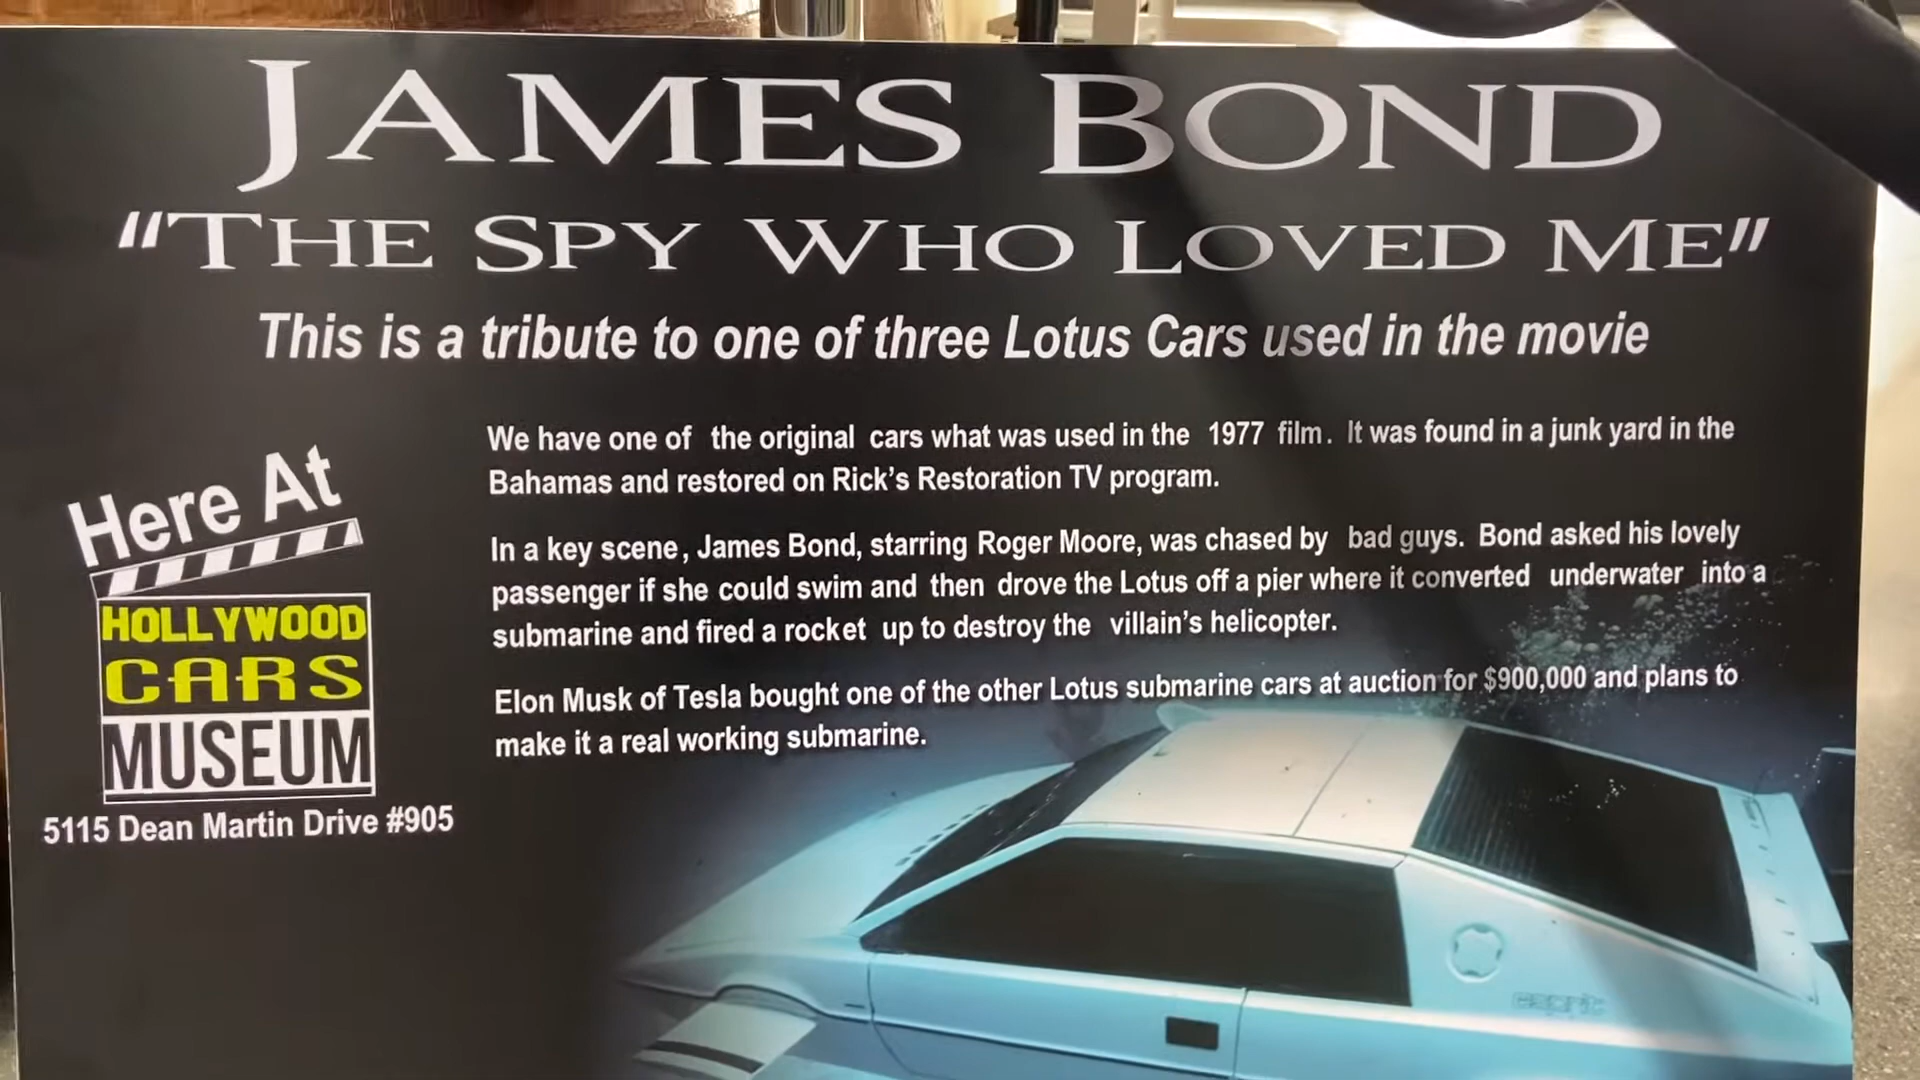 JAMES BOND
"THE SPY WHO LOVED ME"
This is a tribute to one of three Lotus Cars used in the movie
We have one of the original cars what was used in the 1977 film. It was found in a junk yard in the
Bahamas and restored on Rick's Restoration TV program.
In a key scene, James Bond, starring Roger Moore, was chased by bad guys. Bond asked his lovely
passenger if she could swim and then drove the Lotus off a pier where it converted underwater into a
submarine and fired a rocket up to destroy the villain's helicopter.
Elon Musk of Tesla bought one of the other Lotus submarine cars at auction for $900,000 and plans to
make it a real working submarine.
Here At
HOLLYWOOD
CARS
MUSEUM
5115 Dean Martin Drive #905
esprit